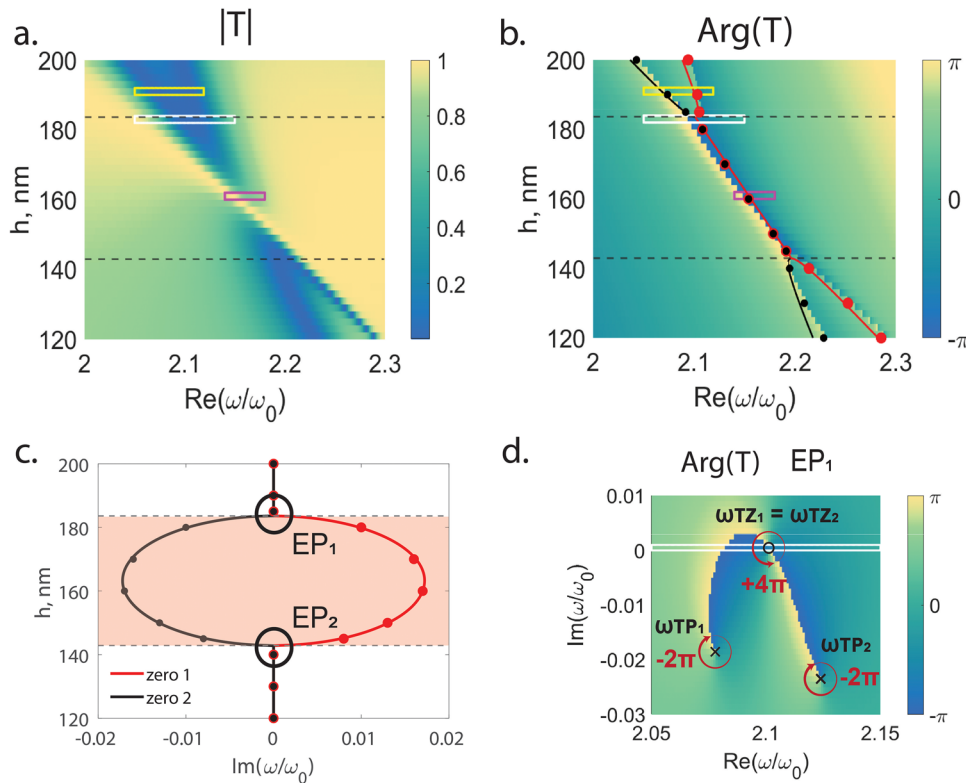 a.
|T|
h, nm
200
180
160
140
120
2
2.1
2.2
2.3
Re(ω/ω₀)
1
0.8
0.6
0.4
0.2
b.
Arg(T)
h, nm
200
180
160
140
120
2
2.1
2.2
2.3
Re(ω/ω₀)
π
0
-π
c.
h, nm
200
180
160
140
120
EP₁
EP₂
zero 1
zero 2
-0.02
-0.01
0
0.01
0.02
Im(ω/ω₀)
d.
Arg(T) EP₁
Im(ω/ω₀)
0.01
0
-0.01
-0.02
-0.03
ωTZ₁ = ωTZ₂
+4π
ωTP₁
-2π
ωTP₂
-2π
2.05
2.1
2.15
Re(ω/ω₀)
π
0
-π